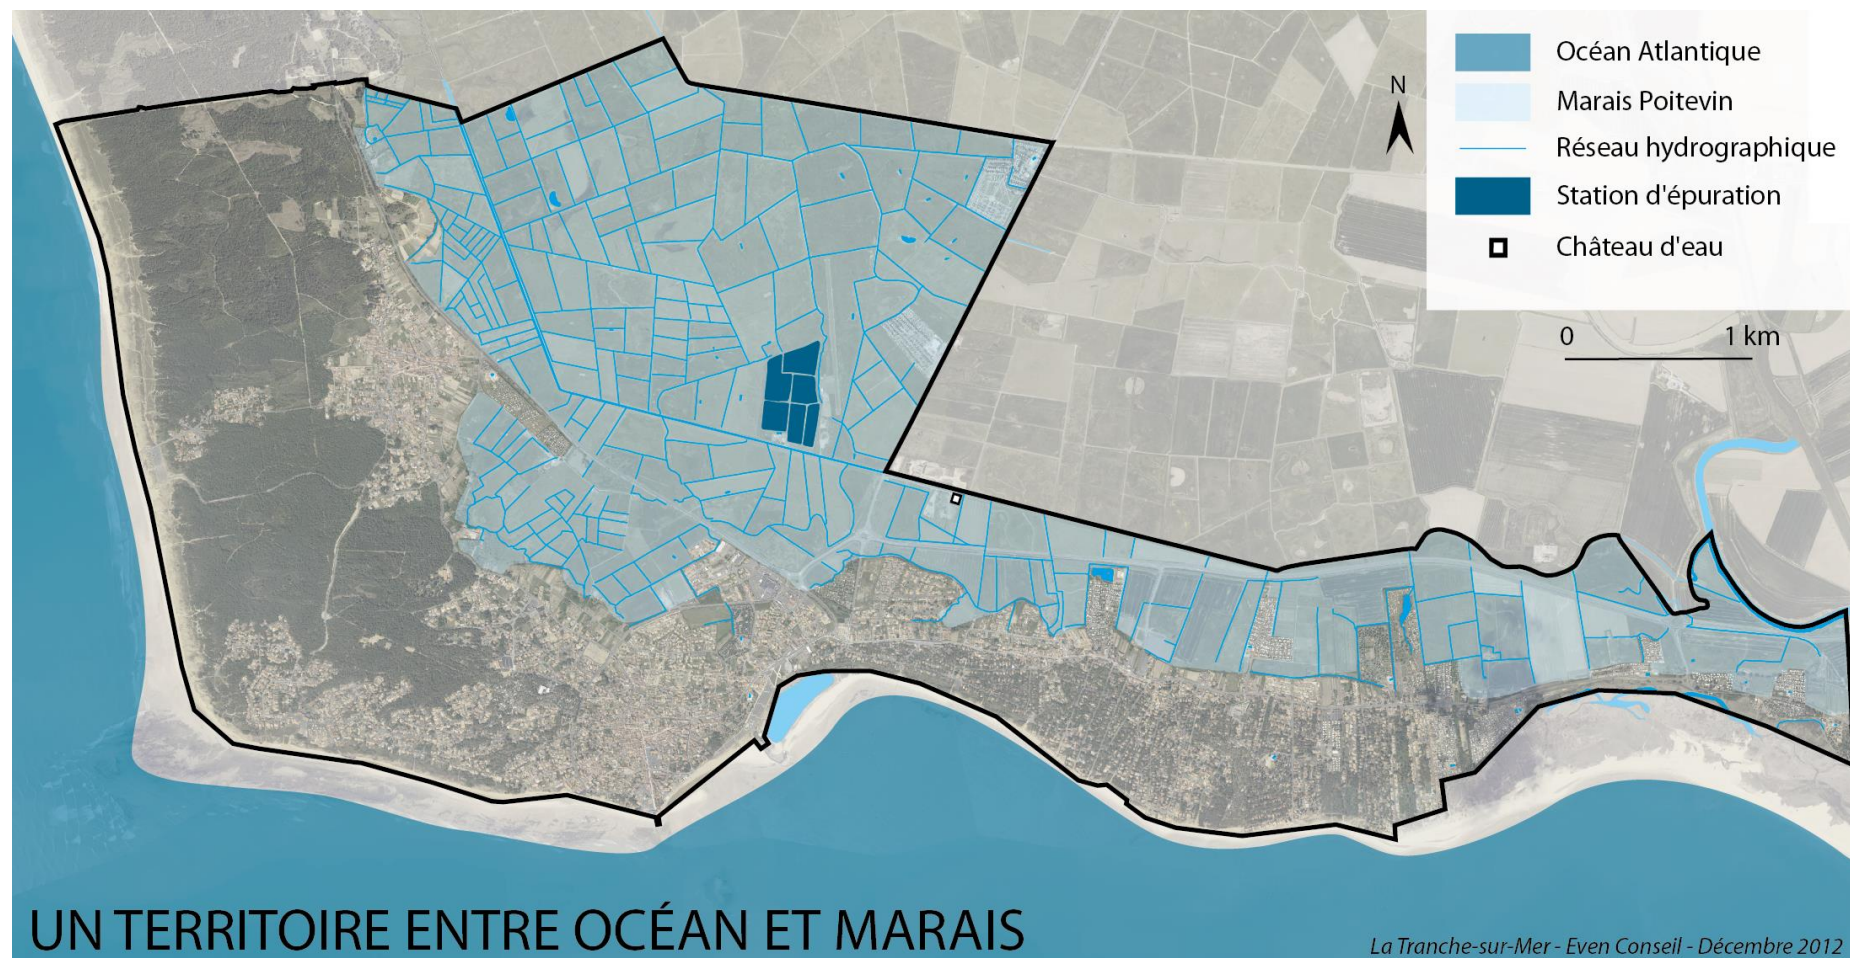 Océan Atlantique
Marais Poitevin
Réseau hydrographique
Station d'épuration
Château d'eau
N
0 1 km
UN TERRITOIRE ENTRE OCÉAN ET MARAIS
La Tranche-sur-Mer - Even Conseil - Décembre 2012